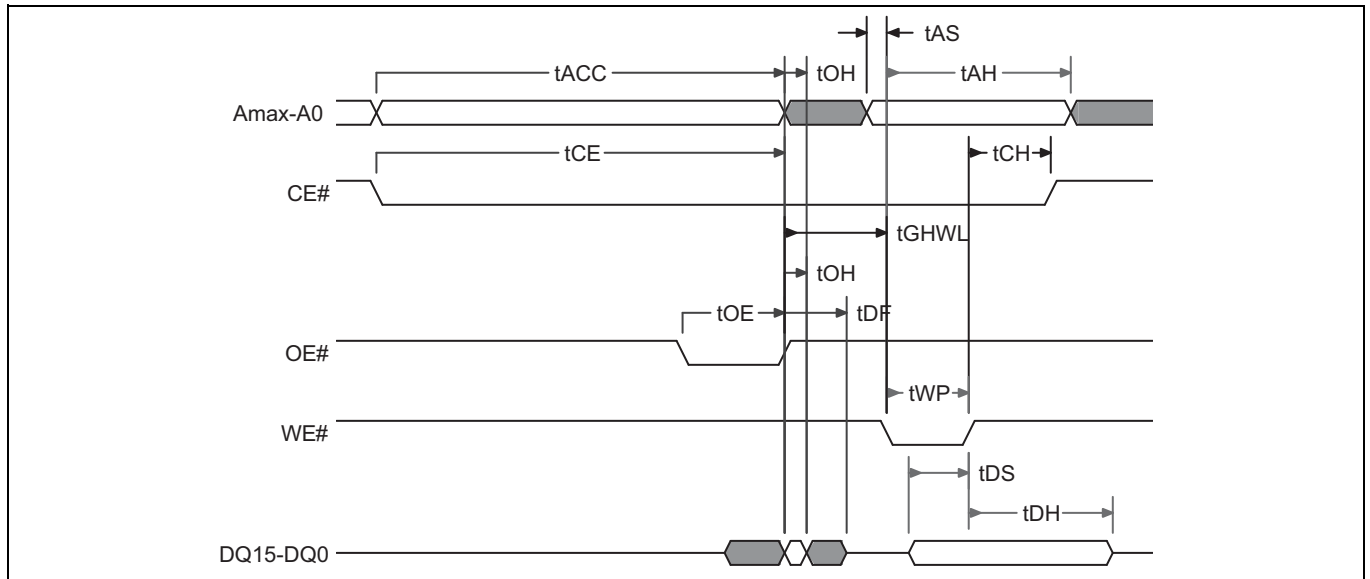 tAS
tACC
tOH
tAH
Amax-A0
tCE
tCH
CE#
tGHWL
tOH
tOE
tDF
OE#
tWP
WE#
tDS
tDH
DQ15-DQ0